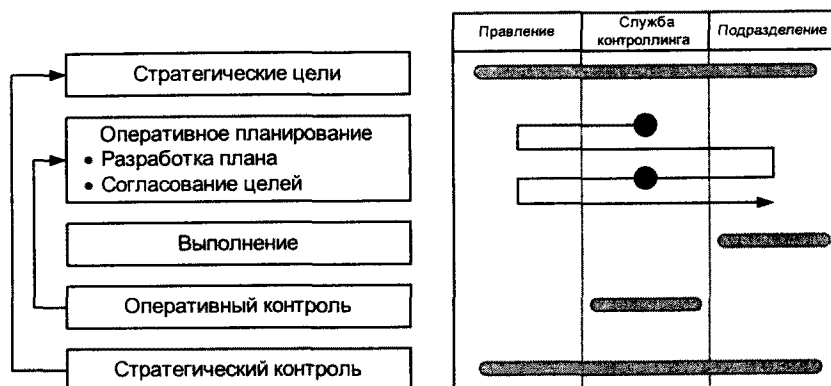 Правление
Служба
контроллинга
Подразделение
Стратегические цели
Оперативное планирование
• Разработка плана
• Согласование целей
Выполнение
Оперативный контроль
Стратегический контроль